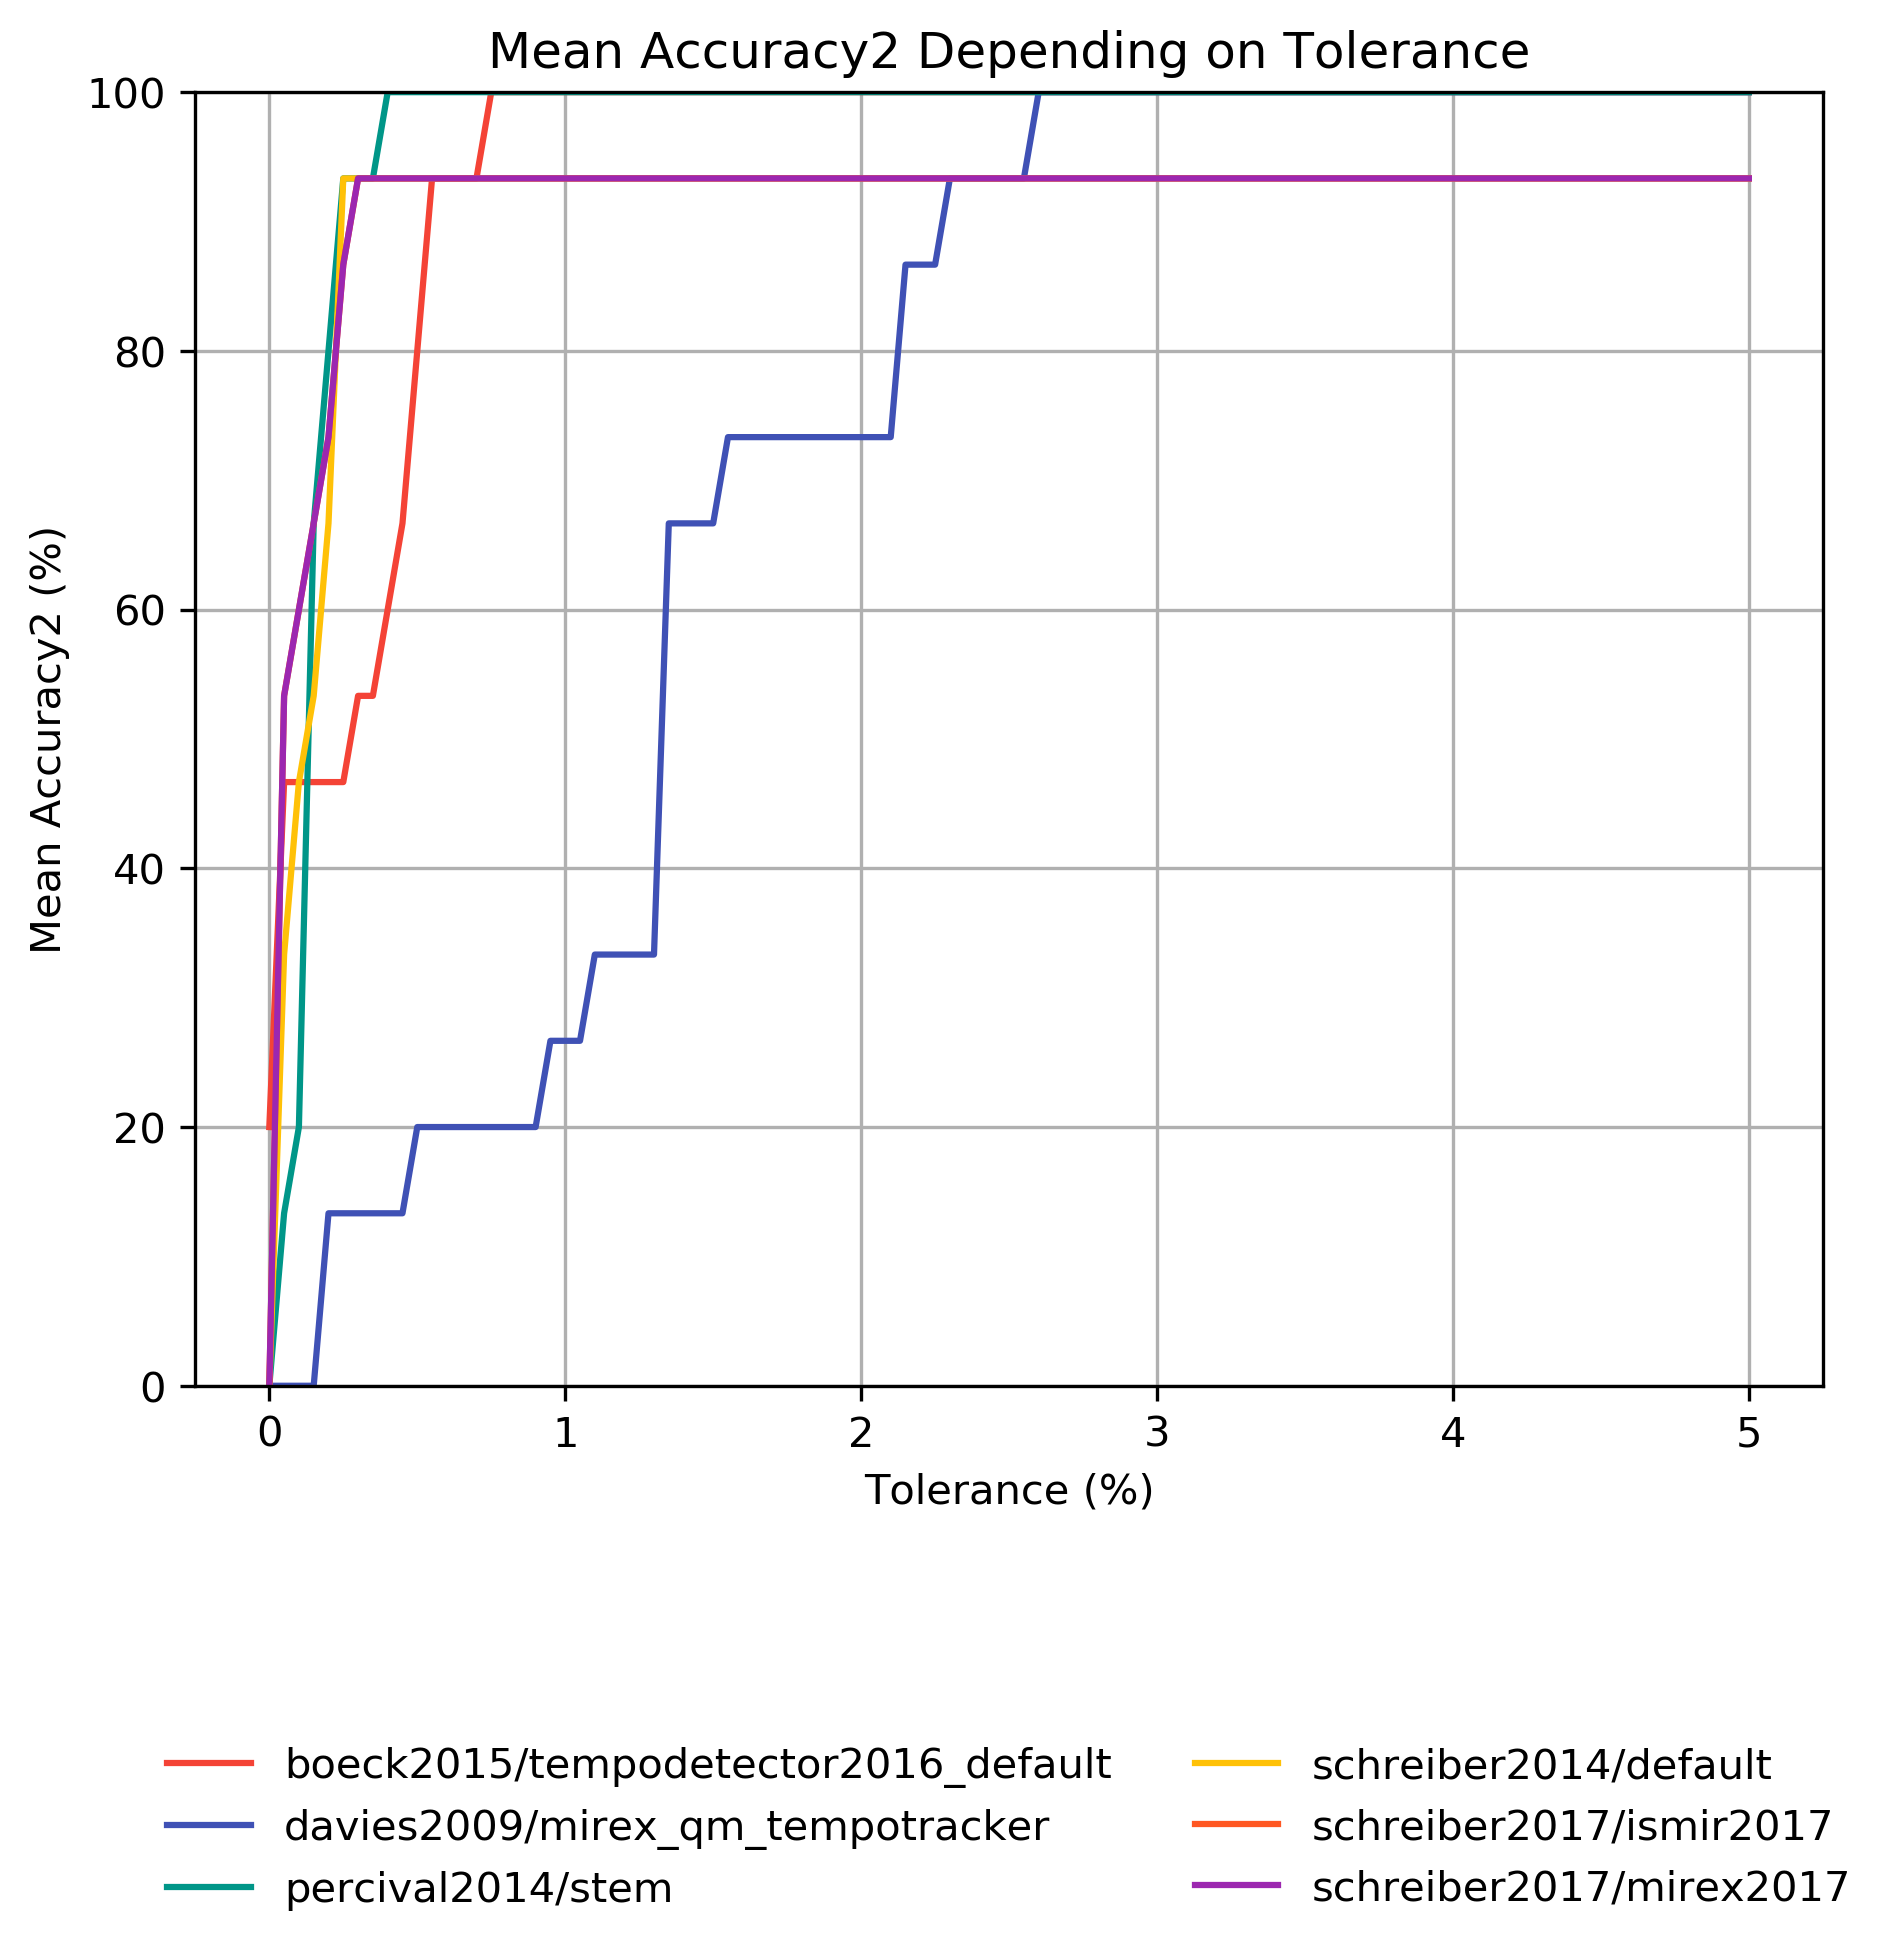 Mean Accuracy2 Depending on Tolerance
100
80
60
40
20
0
Mean Accuracy2 (%)
0 1 2 3 4 5
Tolerance (%)
boeck2015/tempodetector2016_default
davies2009/mirex_qm_tempotracker
percival2014/stem
schreiber2014/default
schreiber2017/ismir2017
schreiber2017/mirex2017